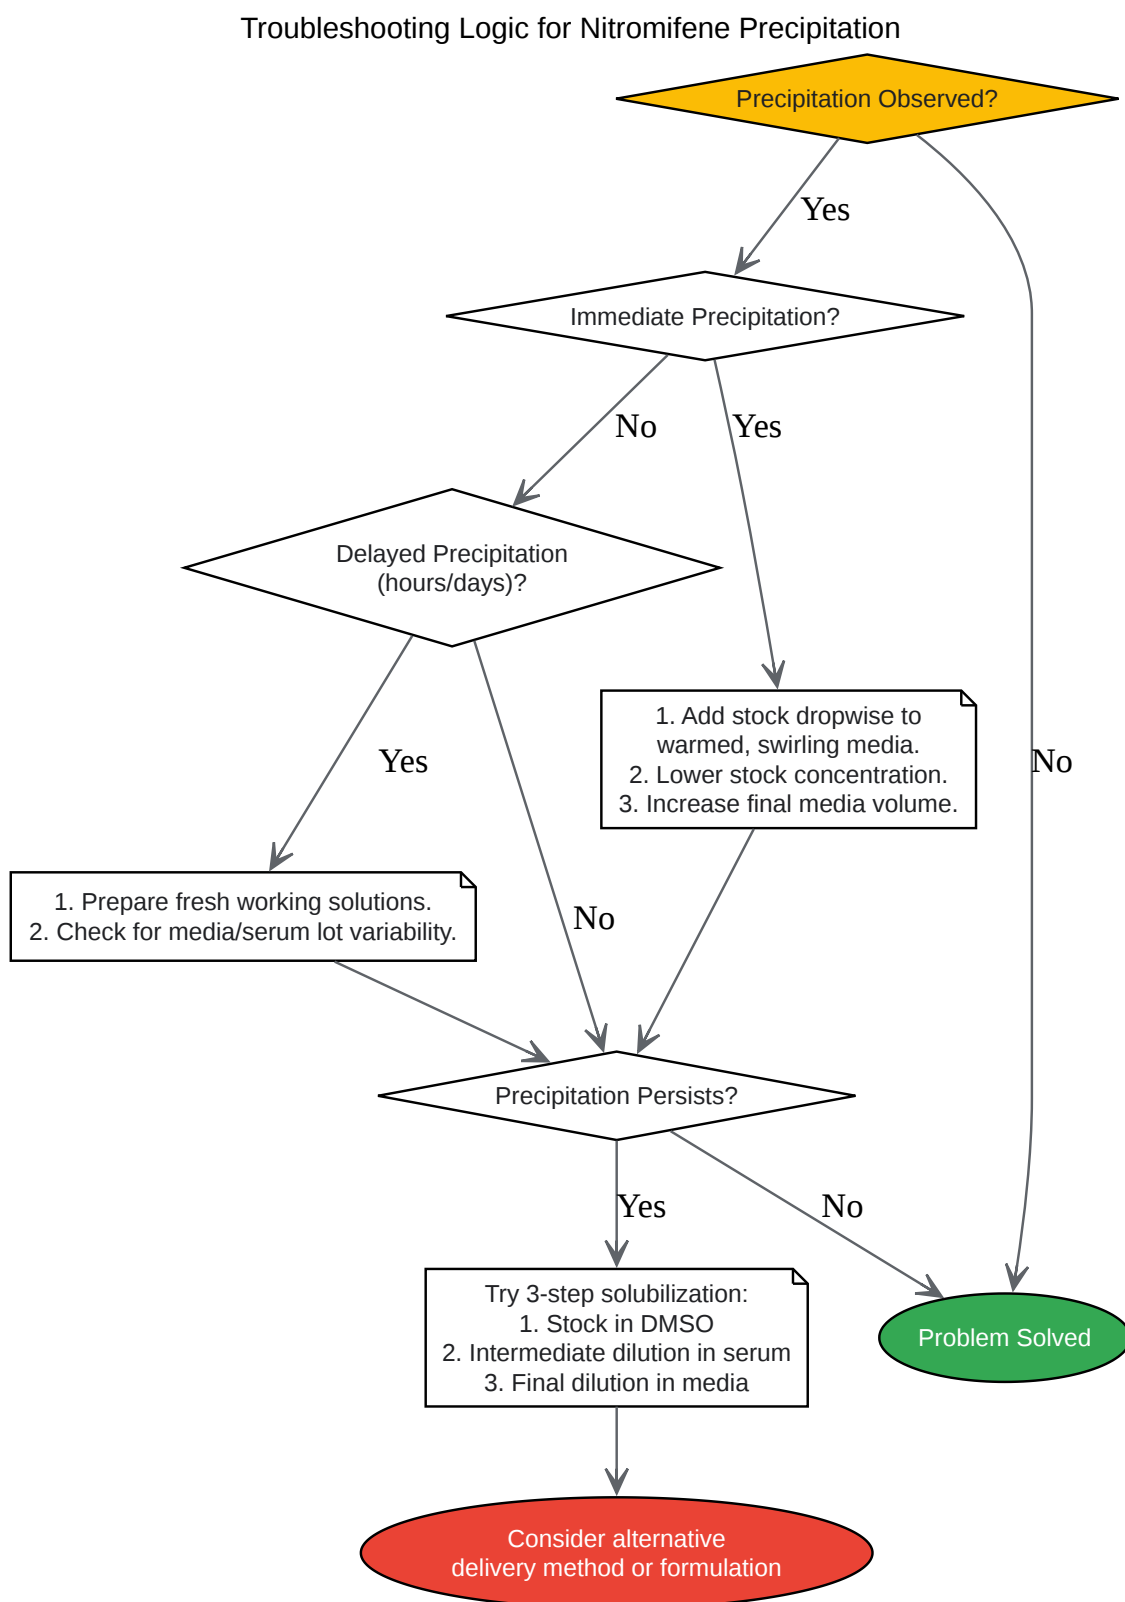 Troubleshooting Logic for Nitromifene Precipitation
Precipitation Observed?
Yes
Immediate Precipitation?
No
Yes
Delayed Precipitation
(hours/days)?
1. Add stock dropwise to
warmed, swirling media.
2. Lower stock concentration.
3. Increase final media volume.
Yes
No
1. Prepare fresh working solutions.
2. Check for media/serum lot variability.
No
Precipitation Persists?
Yes
No
Try 3-step solubilization:
1. Stock in DMSO
2. Intermediate dilution in serum
3. Final dilution in media
Problem Solved
Consider alternative
delivery method or formulation